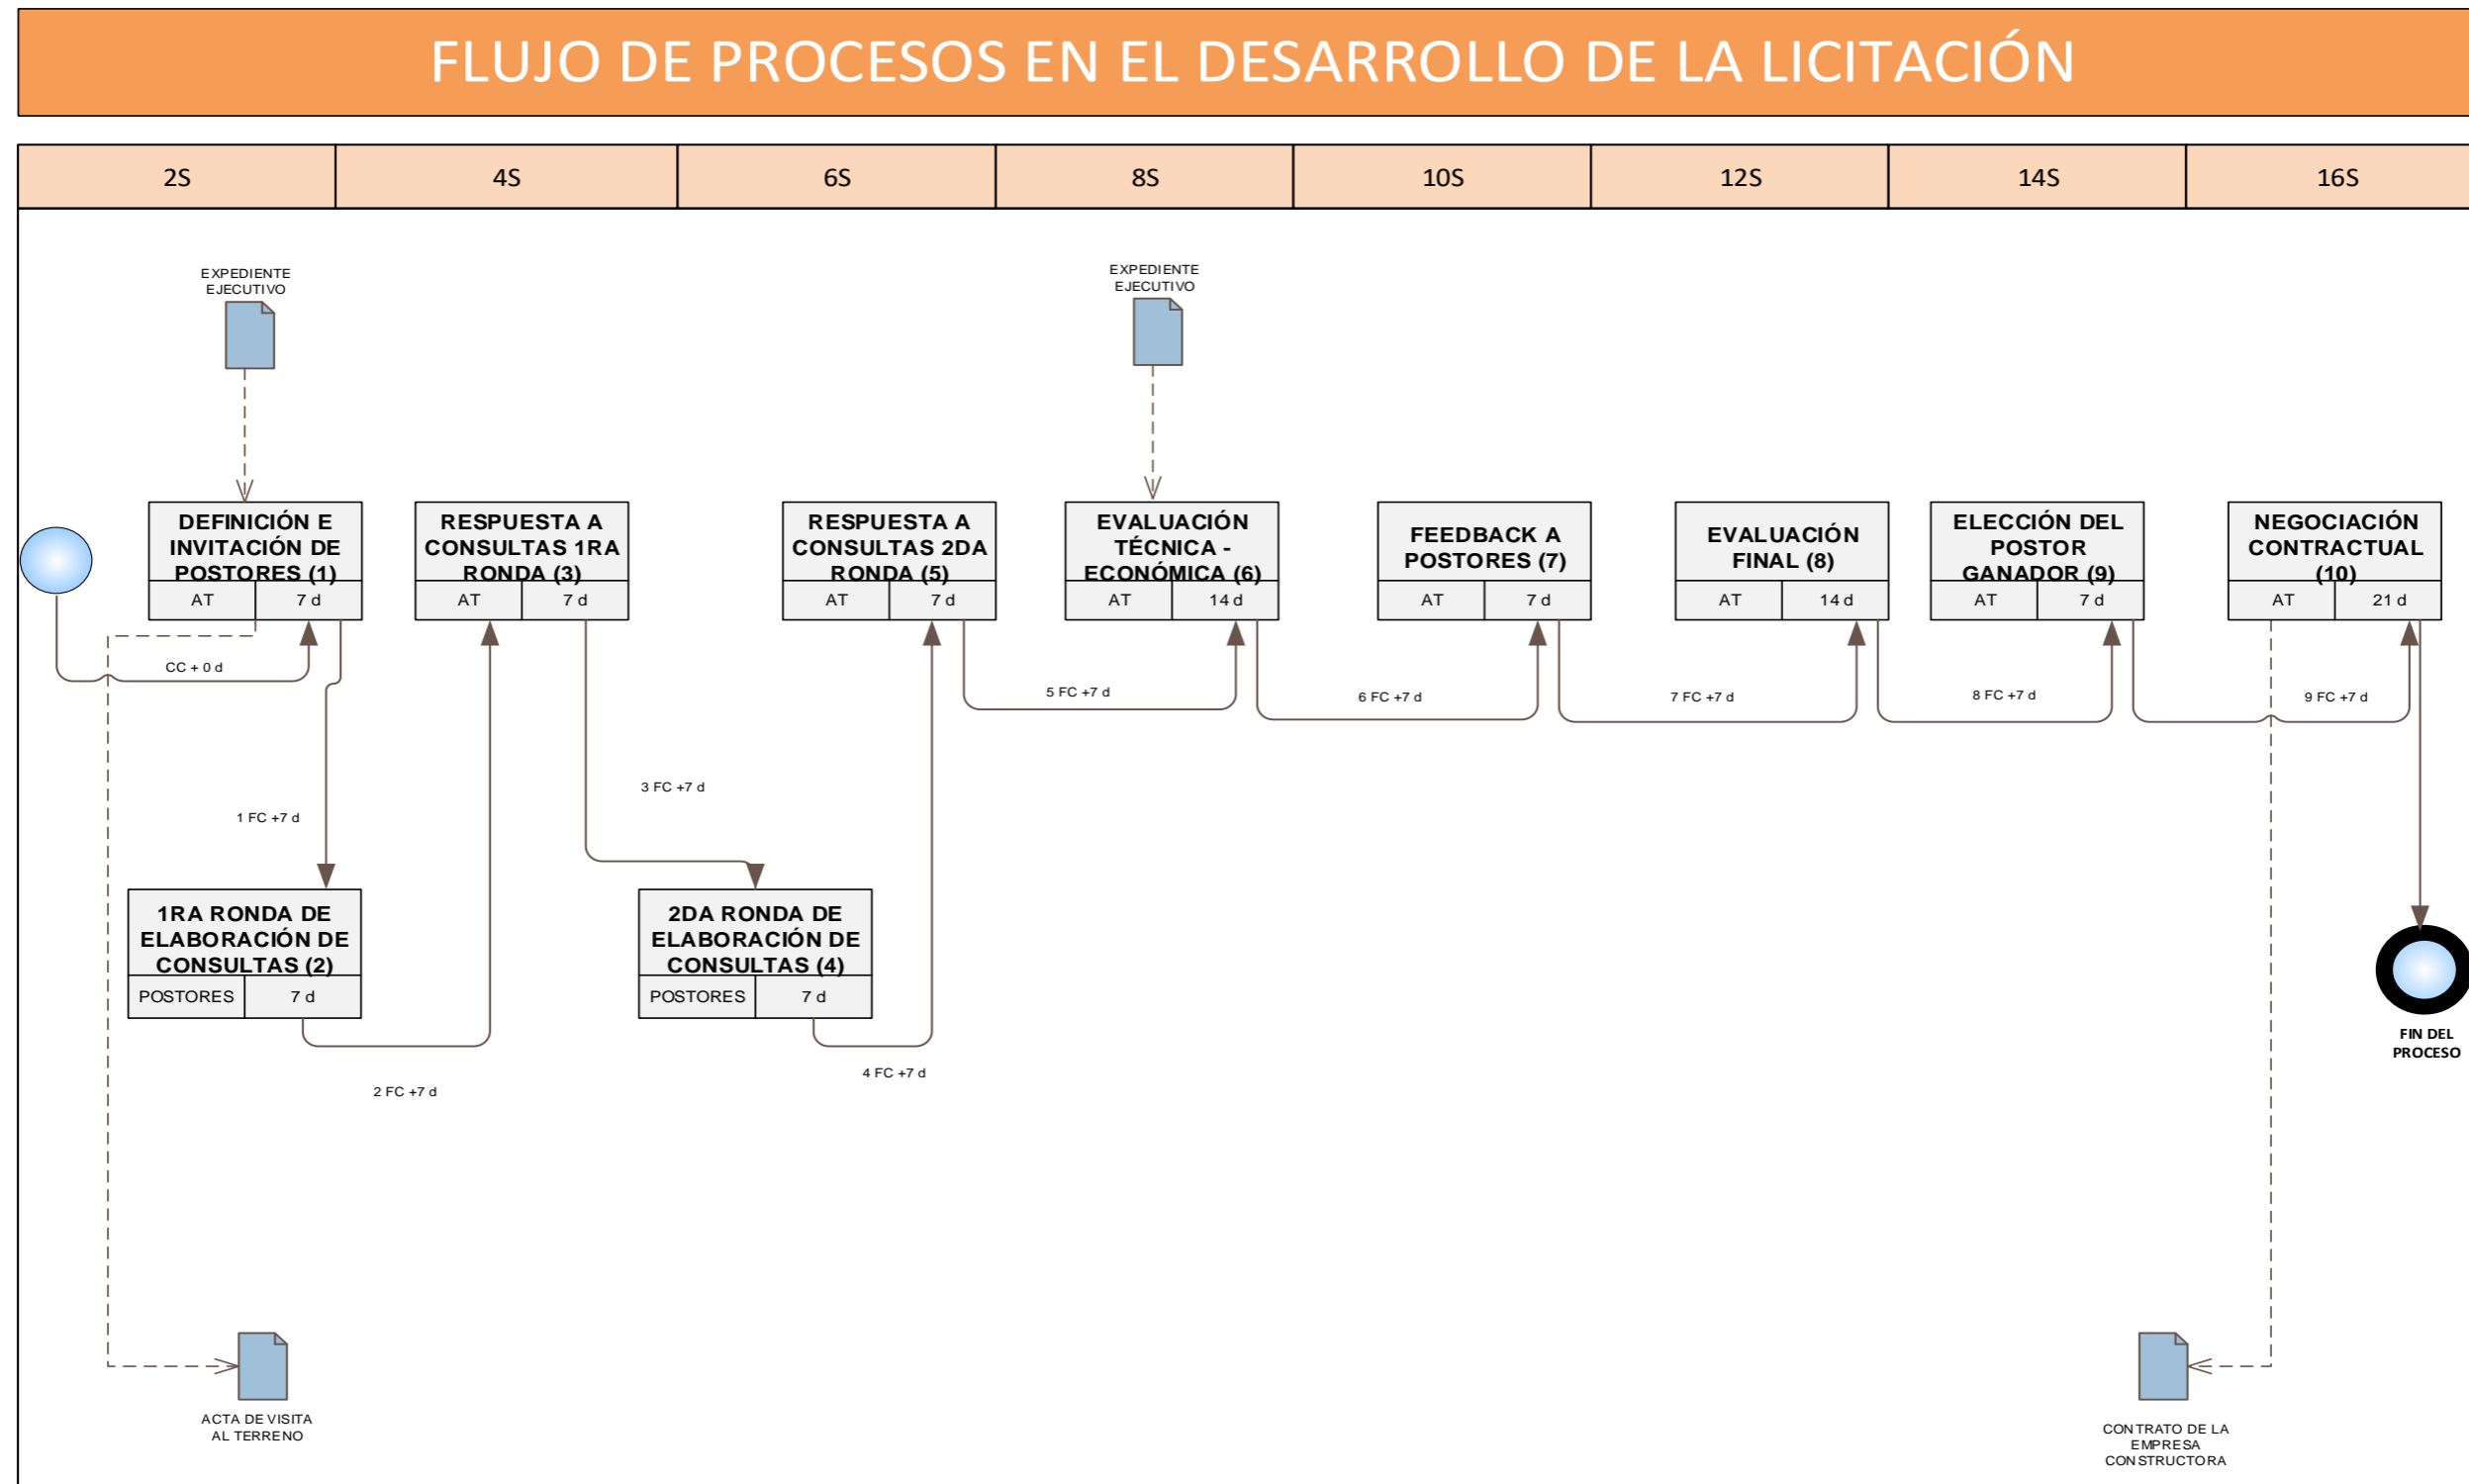 FLUJO DE PROCESOS EN EL DESARROLLO DE LA LICITACIÓN
2S
4S
6S
8S
10S
12S
14S
16S
EXPEDIENTE
EJECUTIVO
EXPEDIENTE
EJECUTIVO
DEFINICIÓN E
INVITACIÓN DE
POSTORES (1)
AT
7 d
RESPUESTA A
CONSULTAS 1RA
RONDA (3)
AT
7 d
RESPUESTA A
CONSULTAS 2DA
RONDA (5)
AT
7 d
EVALUACIÓN
TÉCNICA -
ECONÓMICA (6)
AT
14 d
FEEDBACK A
POSTORES (7)
AT
7 d
EVALUACIÓN
FINAL (8)
AT
14 d
ELECCIÓN DEL
POSTOR
GANADOR (9)
AT
7 d
NEGOCIACIÓN
CONTRACTUAL
(10)
AT
21 d
CC + 0 d
5 FC +7 d
6 FC +7 d
7 FC +7 d
8 FC +7 d
9 FC +7 d
3 FC +7 d
1 FC +7 d
1RA RONDA DE
ELABORACIÓN DE
CONSULTAS (2)
POSTORES
7 d
2DA RONDA DE
ELABORACIÓN DE
CONSULTAS (4)
POSTORES
7 d
FIN DEL
PROCESO
4 FC +7 d
2 FC +7 d
ACTA DE VISITA
AL TERRENO
CONTRATO DE LA
EMPRESA
CONSTRUCTORA